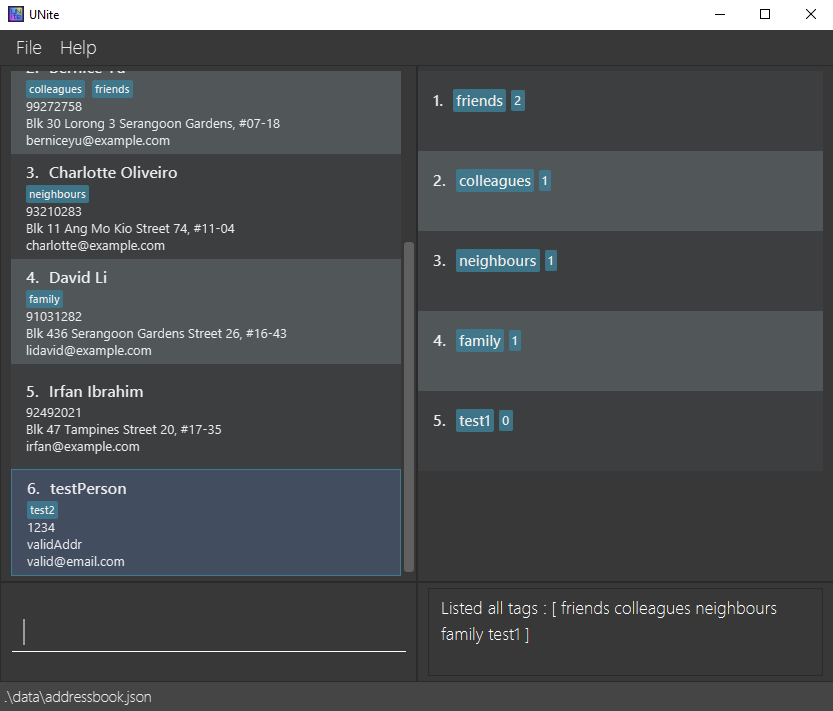 UNite
File Help
2. Bernice Yu
colleagues friends
99272758
Blk 30 Lorong 3 Serangoon Gardens, #07-18
berniceyu@example.com
3. Charlotte Oliveiro
neighbours
93210283
Blk 11 Ang Mo Kio Street 74, #11-04
charlotte@example.com
4. David Li
family
91031282
Blk 436 Serangoon Gardens Street 26, #16-43
lidavid@example.com
5. Irfan Ibrahim
92492021
Blk 47 Tampines Street 20, #17-35
irfan@example.com
6. testPerson
test2
1234
validAddr
valid@email.com
1. friends 2
2. colleagues 1
3. neighbours 1
4. family 1
5. test1 0
Listed all tags : [ friends colleagues neighbours
family test1 ]
.\data\addressbook.json